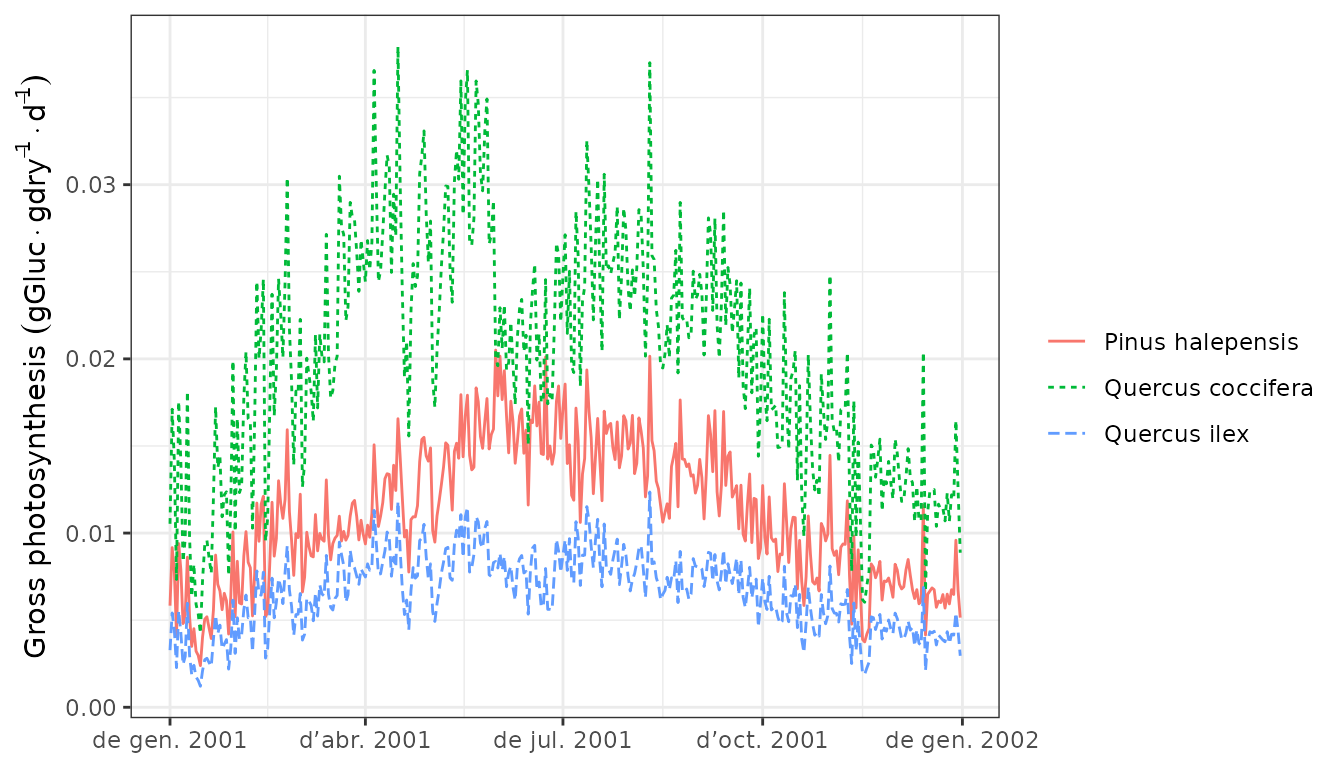 Gross photosynthesis (gGluc · gdry⁻¹ · d⁻¹)
0.03
0.02
0.01
0.00
de gen. 2001 d’abr. 2001 de jul. 2001 d’oct. 2001 de gen. 2002
Pinus halepensis
Quercus coccifera
Quercus ilex